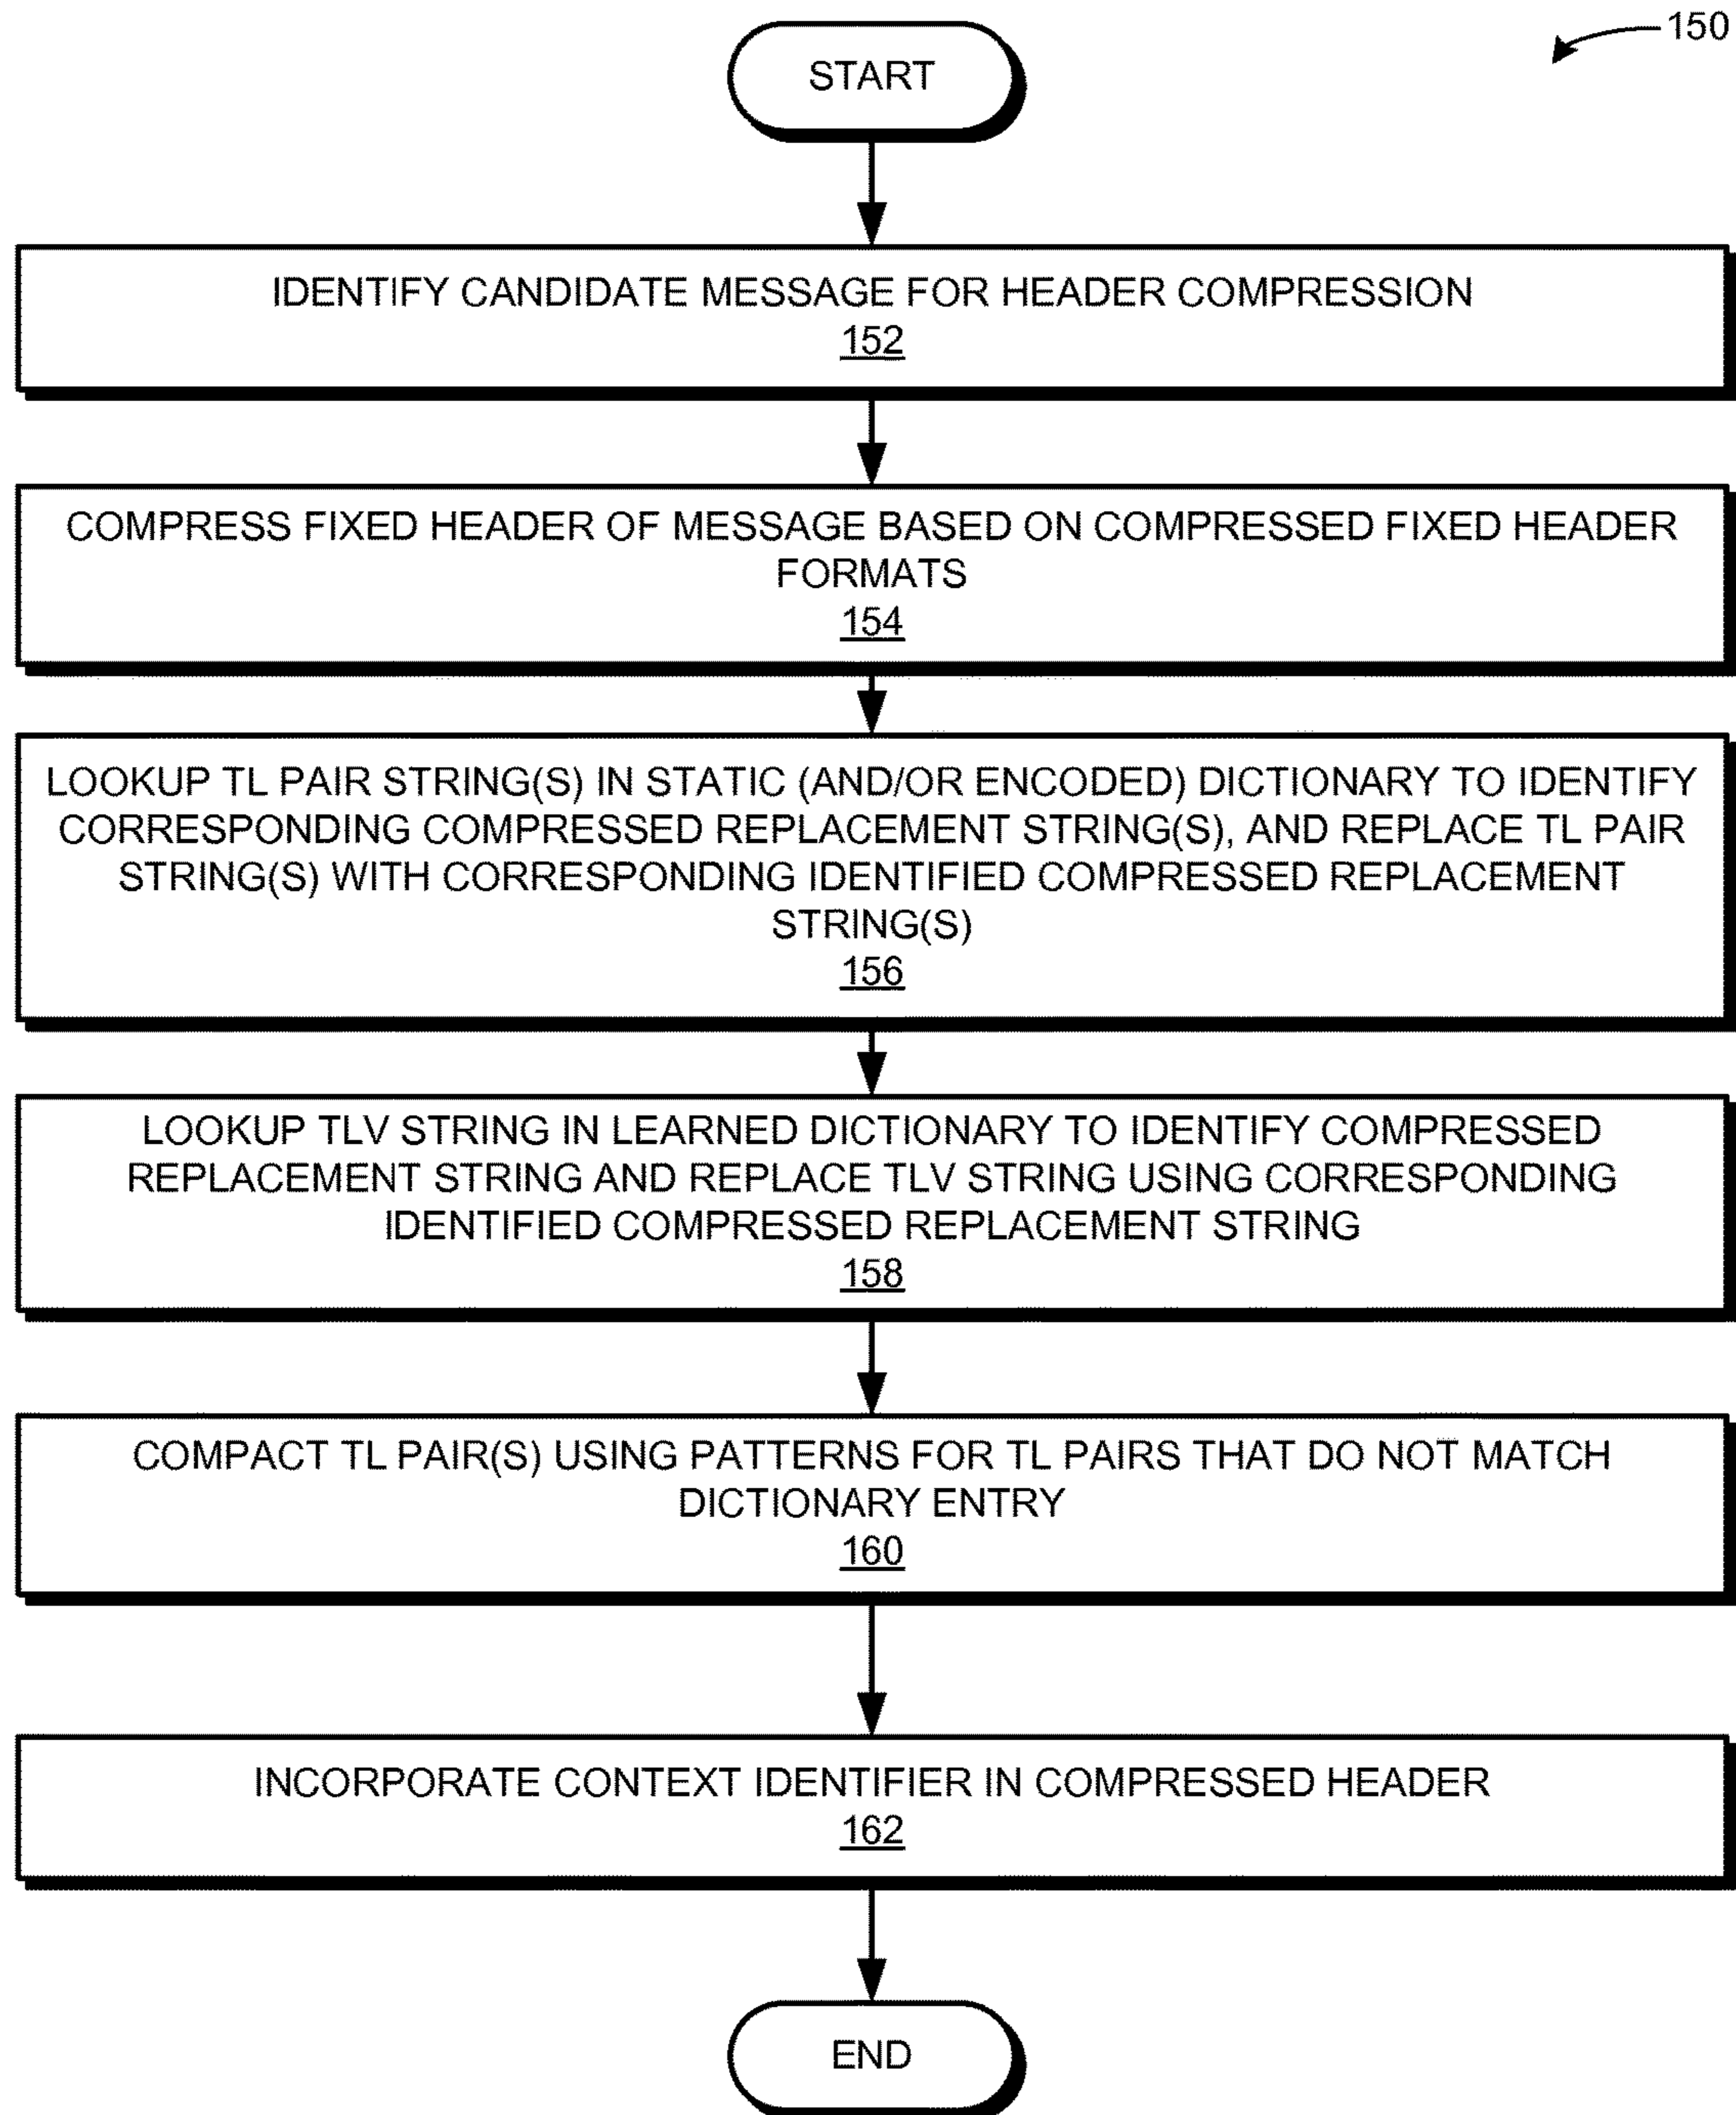 150
START
IDENTIFY CANDIDATE MESSAGE FOR HEADER COMPRESSION
152
COMPRESS FIXED HEADER OF MESSAGE BASED ON COMPRESSED FIXED HEADER
FORMATS
154
LOOKUP TL PAIR STRING(S) IN STATIC (AND/OR ENCODED) DICTIONARY TO IDENTIFY
CORRESPONDING COMPRESSED REPLACEMENT STRING(S), AND REPLACE TL PAIR
STRING(S) WITH CORRESPONDING IDENTIFIED COMPRESSED REPLACEMENT
STRING(S)
156
LOOKUP TLV STRING IN LEARNED DICTIONARY TO IDENTIFY COMPRESSED
REPLACEMENT STRING AND REPLACE TLV STRING USING CORRESPONDING
IDENTIFIED COMPRESSED REPLACEMENT STRING
158
COMPACT TL PAIR(S) USING PATTERNS FOR TL PAIRS THAT DO NOT MATCH
DICTIONARY ENTRY
160
INCORPORATE CONTEXT IDENTIFIER IN COMPRESSED HEADER
162
END